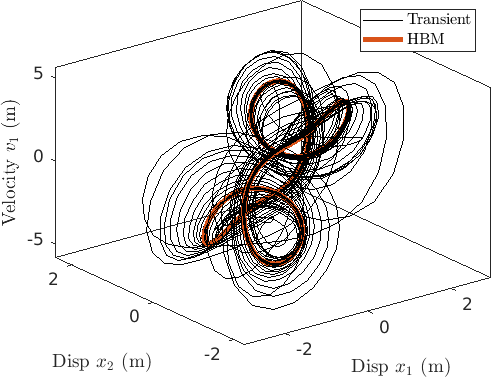 Transient
HBM
5
0
-5
Velocity v₁ (m)
2
0
-2
Disp x₂ (m)
-2
0
2
Disp x₁ (m)